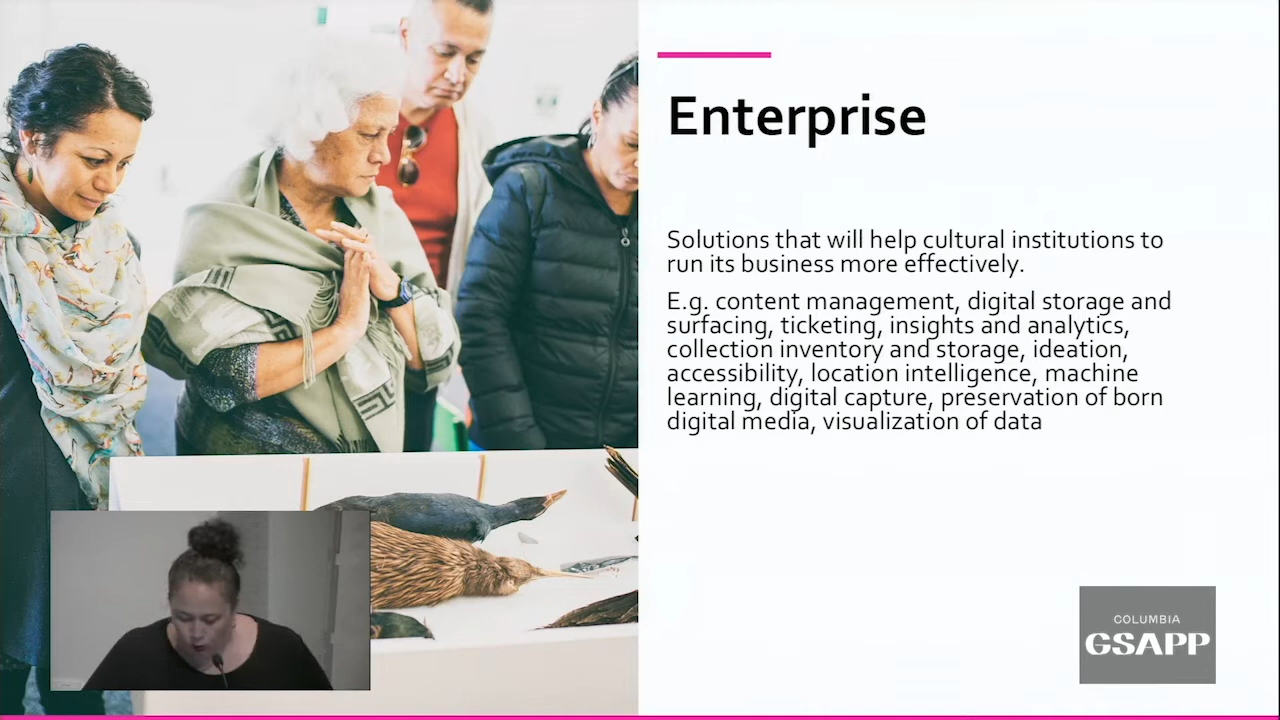 Enterprise
Solutions that will help cultural institutions to
run its business more effectively.
E.g. content management, digital storage and
surfacing, ticketing, insights and analytics,
collection inventory and storage, ideation,
accessibility, location intelligence, machine
learning, digital capture, preservation of born
digital media, visualization of data
COLUMBIA
GSAPP